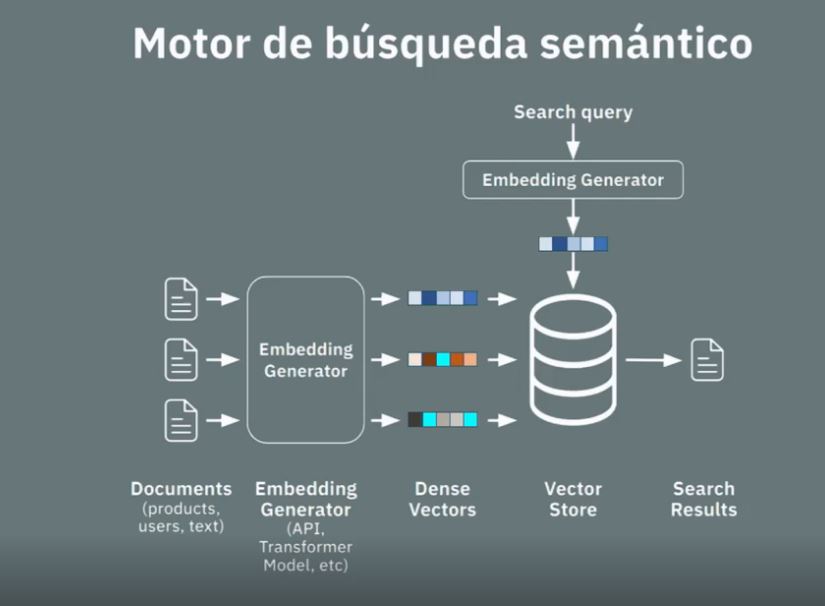 Motor de búsqueda semántico
Search query
Embedding Generator
Embedding
Generator
Documents
(products,
users, text)
Embedding
Generator
(API,
Transformer
Model, etc)
Dense
Vectors
Vector
Store
Search
Results